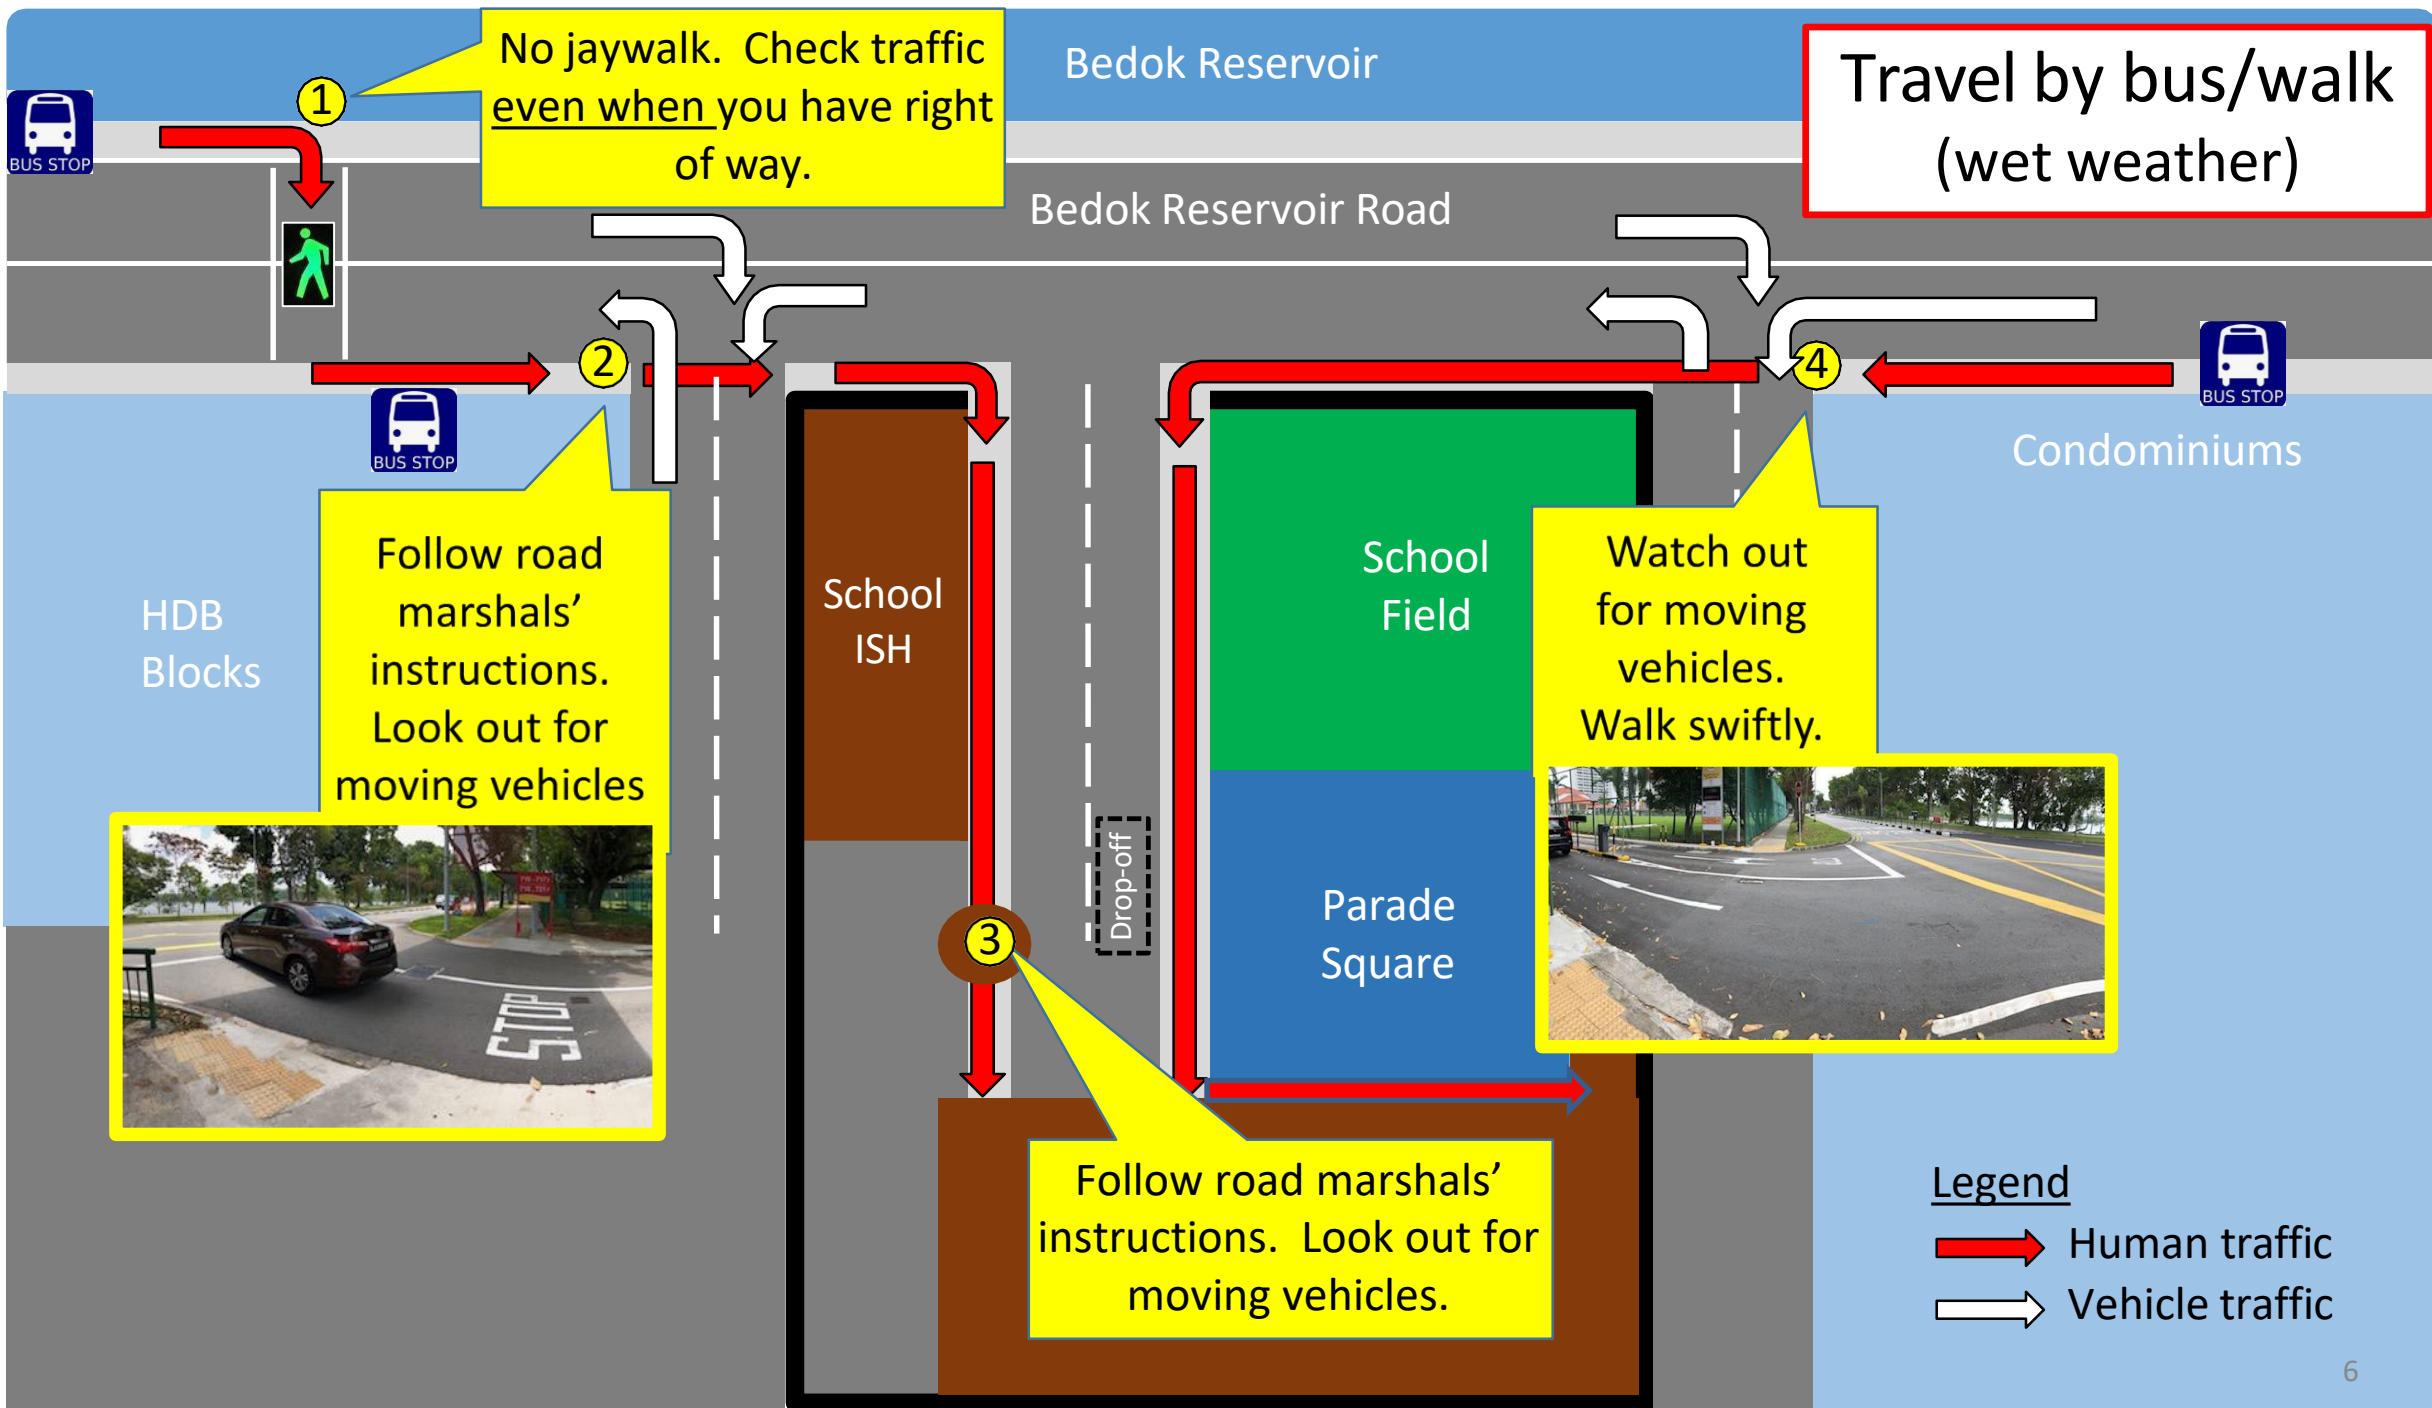 No jaywalk.  Check traffic
even when you have right
of way.
Bedok Reservoir
Travel by bus/walk
(wet weather)
1
BUS STOP
Bedok Reservoir Road
2
4
BUS STOP
BUS STOP
Condominiums
Follow road
marshals’
instructions.
Look out for
moving vehicles
HDB
Blocks
School
ISH
School
Field
Watch out
for moving
vehicles.
Walk swiftly.
Drop-off
3
Parade
Square
STOP
Follow road marshals’
instructions.  Look out for
moving vehicles.
Legend
Human traffic
Vehicle traffic
6